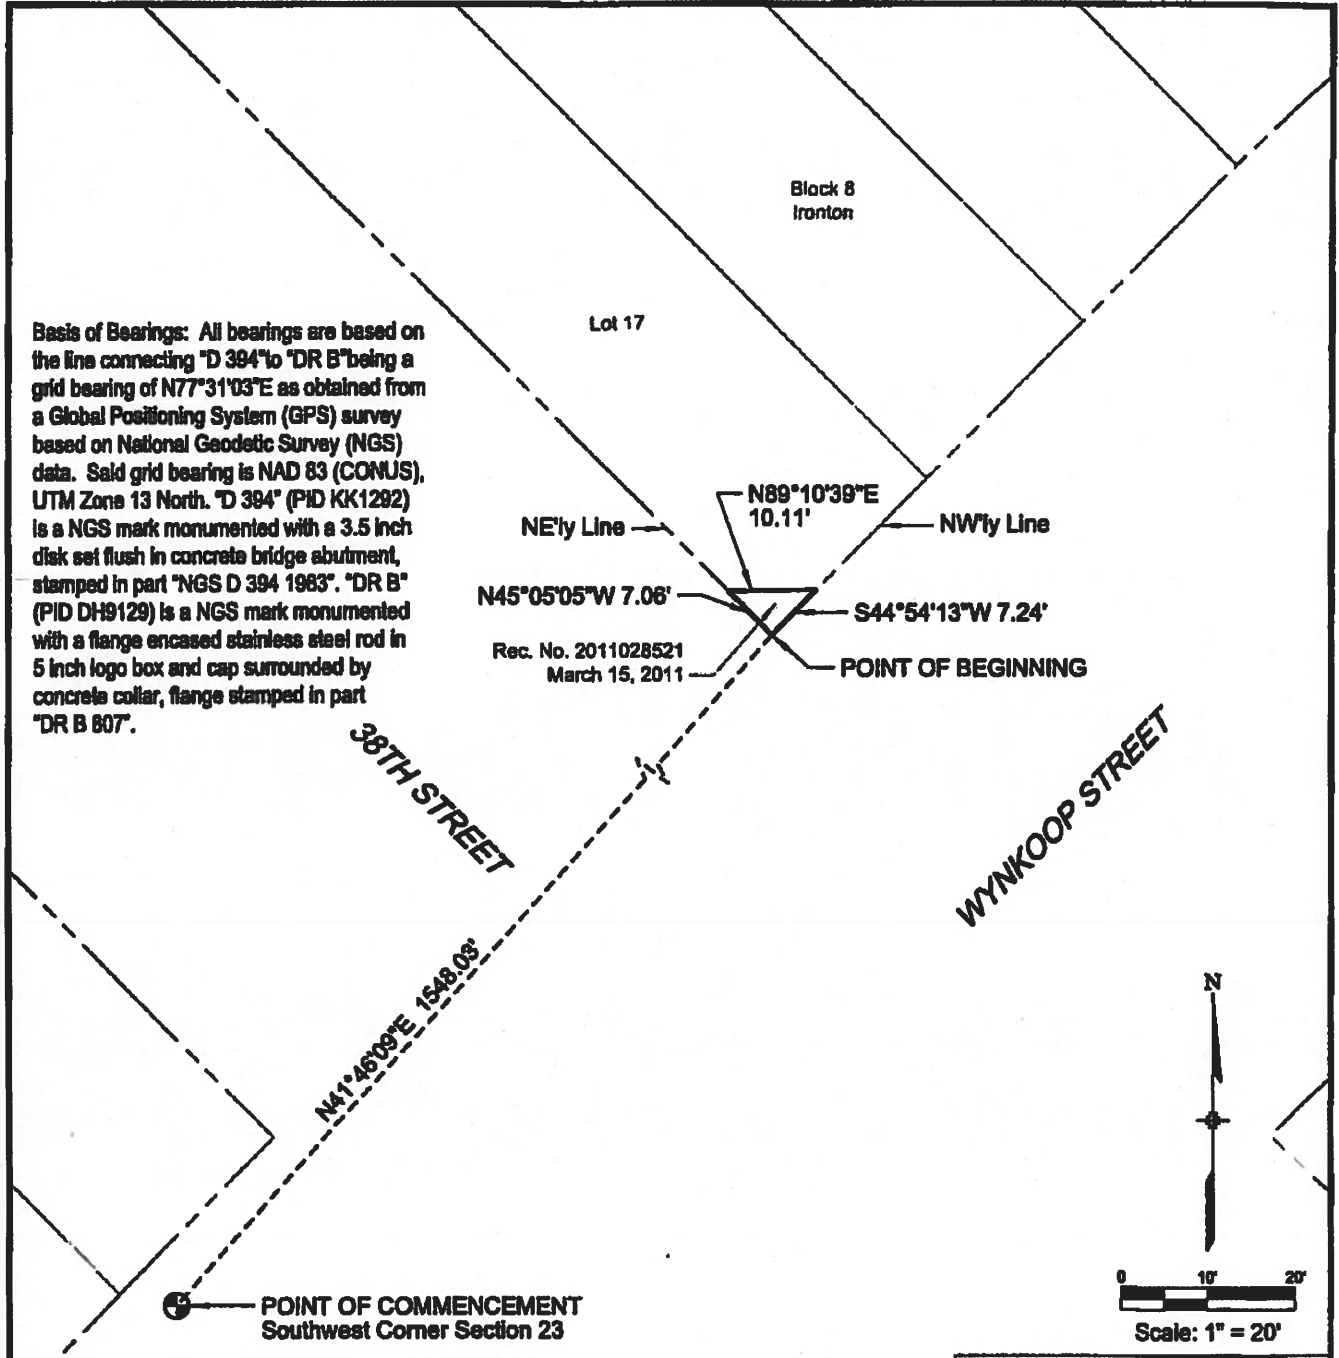 Block 8
Ironton
Lot 17
Basis of Bearings: All bearings are based on
the line connecting "D 394"to "DR B"being a
grid bearing of N77°31'03"E as obtained from
a Global Positioning System (GPS) survey
based on National Geodetic Survey (NGS)
data. Said grid bearing is NAD 83 (CONUS),
UTM Zone 13 North. "D 394" (PID KK1292)
is a NGS mark monumented with a 3.5 inch
disk set flush in concrete bridge abutment,
stamped in part "NGS D 394 1983". "DR B"
(PID DH9129) is a NGS mark monumented
with a flange encased stainless steel rod in
5 inch logo box and cap surrounded by
concrete collar, flange stamped in part
"DR B 807".
N89°10'39"E
10.11'
NE'ly Line
NW'ly Line
N45°05'05"W 7.06'
S44°54'13"W 7.24'
Rec. No. 2011028521
March 15, 2011
POINT OF BEGINNING
38TH STREET
WYNKOOP STREET
N41°46'09"E 1548.03'
N
POINT OF COMMENCEMENT
Southwest Corner Section 23
0 10' 20'
Scale: 1" = 20'